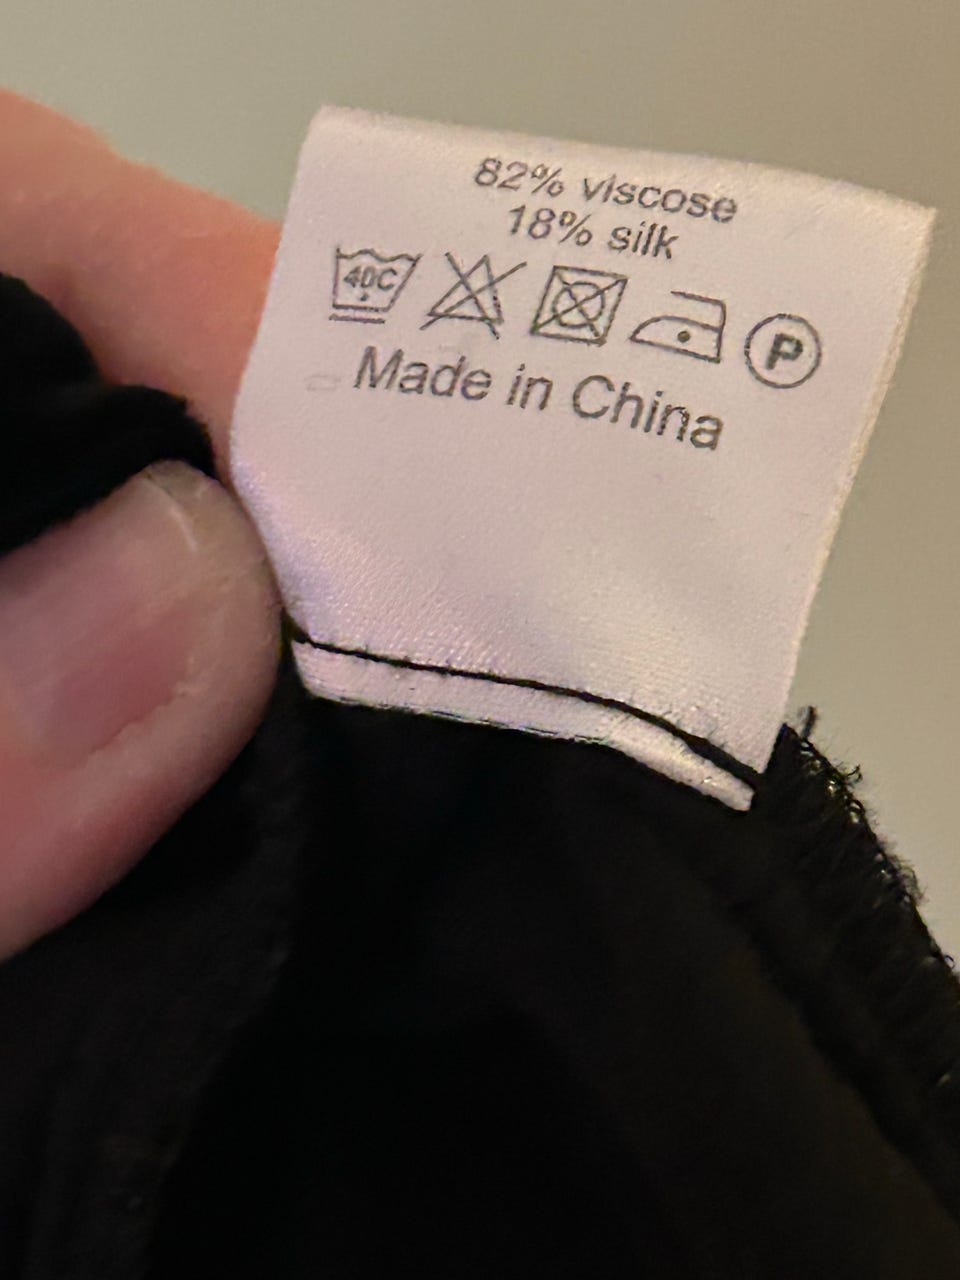 82% viscose
18% silk
40C
P
Made in China